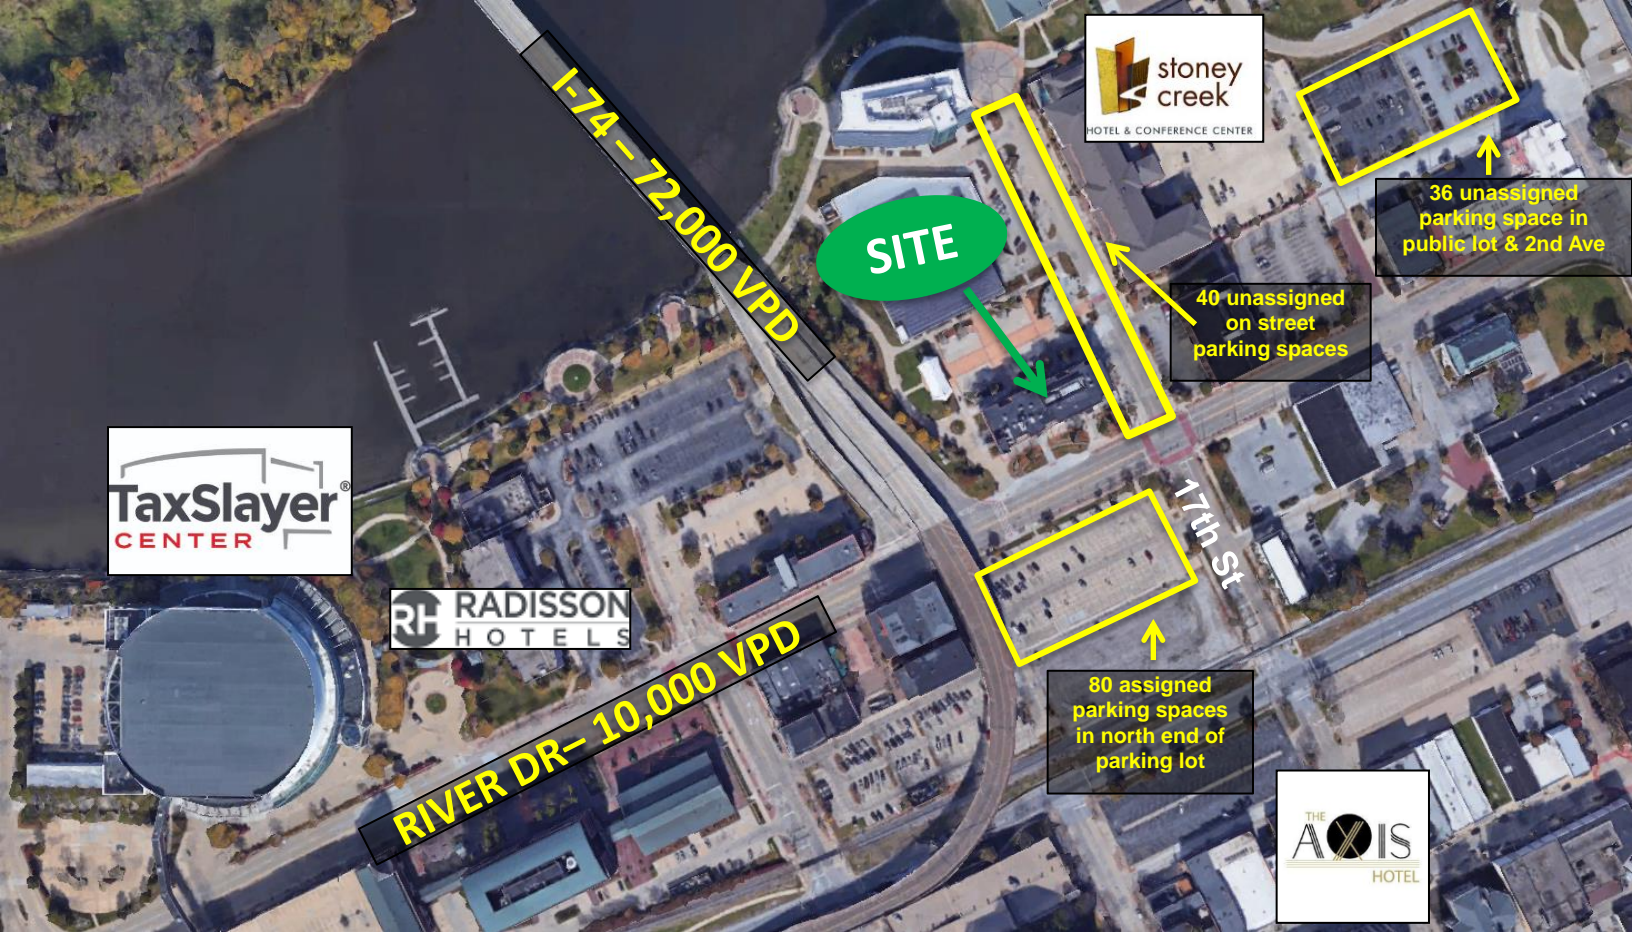 I-74 – 72,000 VPD
stoney
creek
HOTEL & CONFERENCE CENTER
36 unassigned
parking space in
public lot & 2nd Ave
SITE
40 unassigned
on street
parking spaces
TaxSlayer®
CENTER
17th St
RH RADISSON
HOTELS
RIVER DR– 10,000 VPD
80 assigned
parking spaces
in north end of
parking lot
THE
AXIS
HOTEL